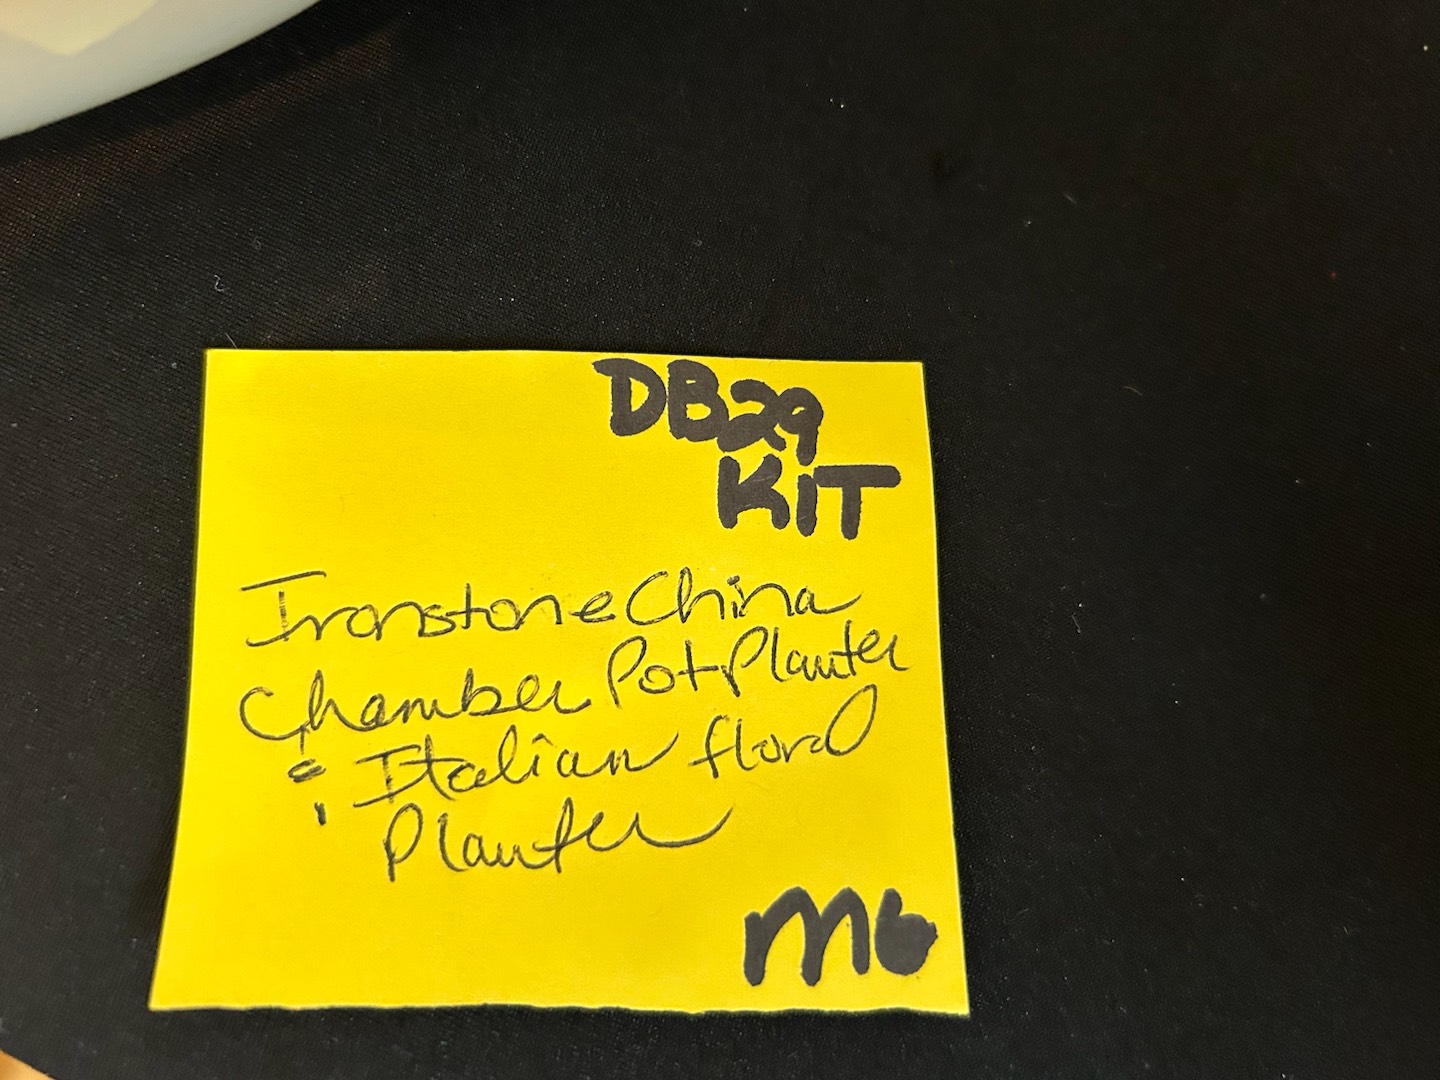 DB29
KIT
Ironstone China
Chamber Pot Planter
Italian floral
Planter
M6